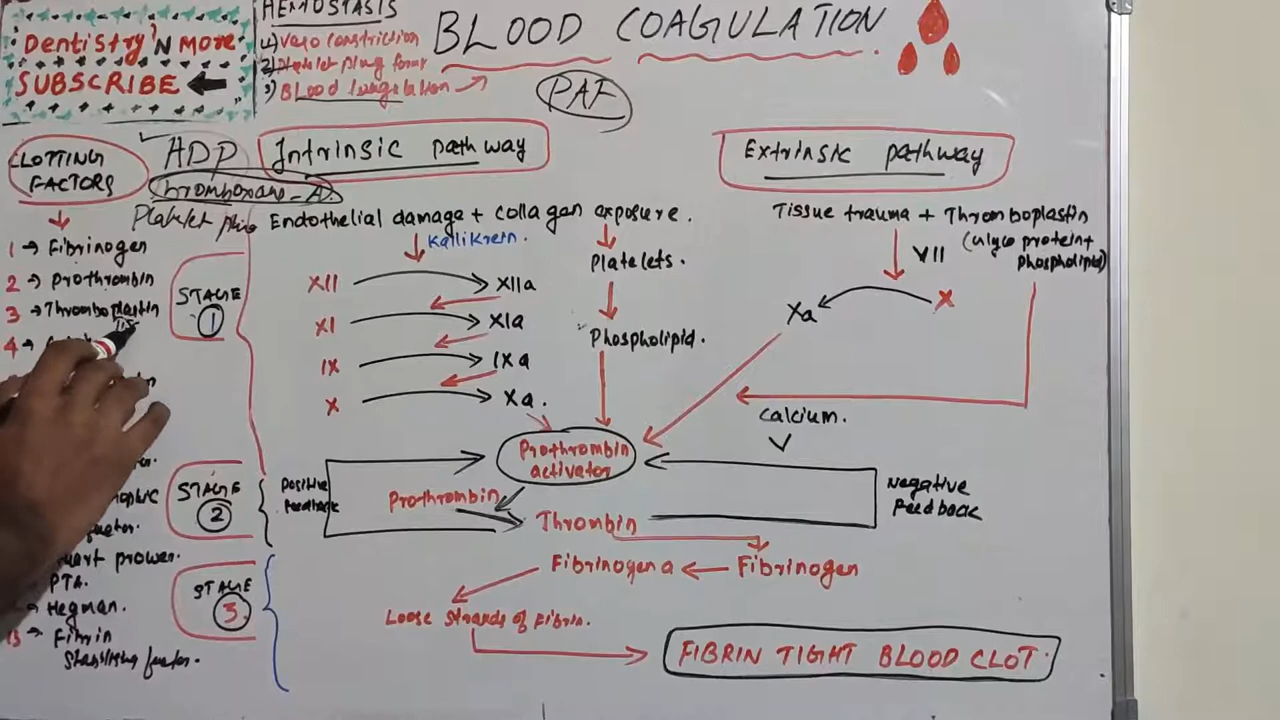 Dentistry'N More
SUBSCRIBE
HEMOSTASIS
1) Vaso constriction
2) Platelet plug form
3) Blood Coagulation
BLOOD COAGULATION
PAF
CLOTTING
FACTORS
ADP
Thromboxane-A
Platelet plug
1 → Fibrinogen
2 → Prothrombin
3 → Thromboplastin
4 →
STAGE
1
STAGE
2
STAGE
3
PTA.
Hegman.
13 → Fibrin
Intrinsic pathway
Endothelial damage + collagen exposure.
Kallikrein.
XII
XIIa
XI
XIa
IX
IXa
X
Xa.
Platelets.
Phospholipid.
Extrinsic pathway
Tissue trauma + Thromboplastin
(Glyco protein+
phospholipid)
VII
Xa
X
Calcium.
Prothrombin
activator
Positive
Feedback
Prothrombin
Thrombin
Negative
Feedback
Fibrinogen a
Fibrinogen
Loose strands of Fibrin.
FIBRIN TIGHT BLOOD CLOT.